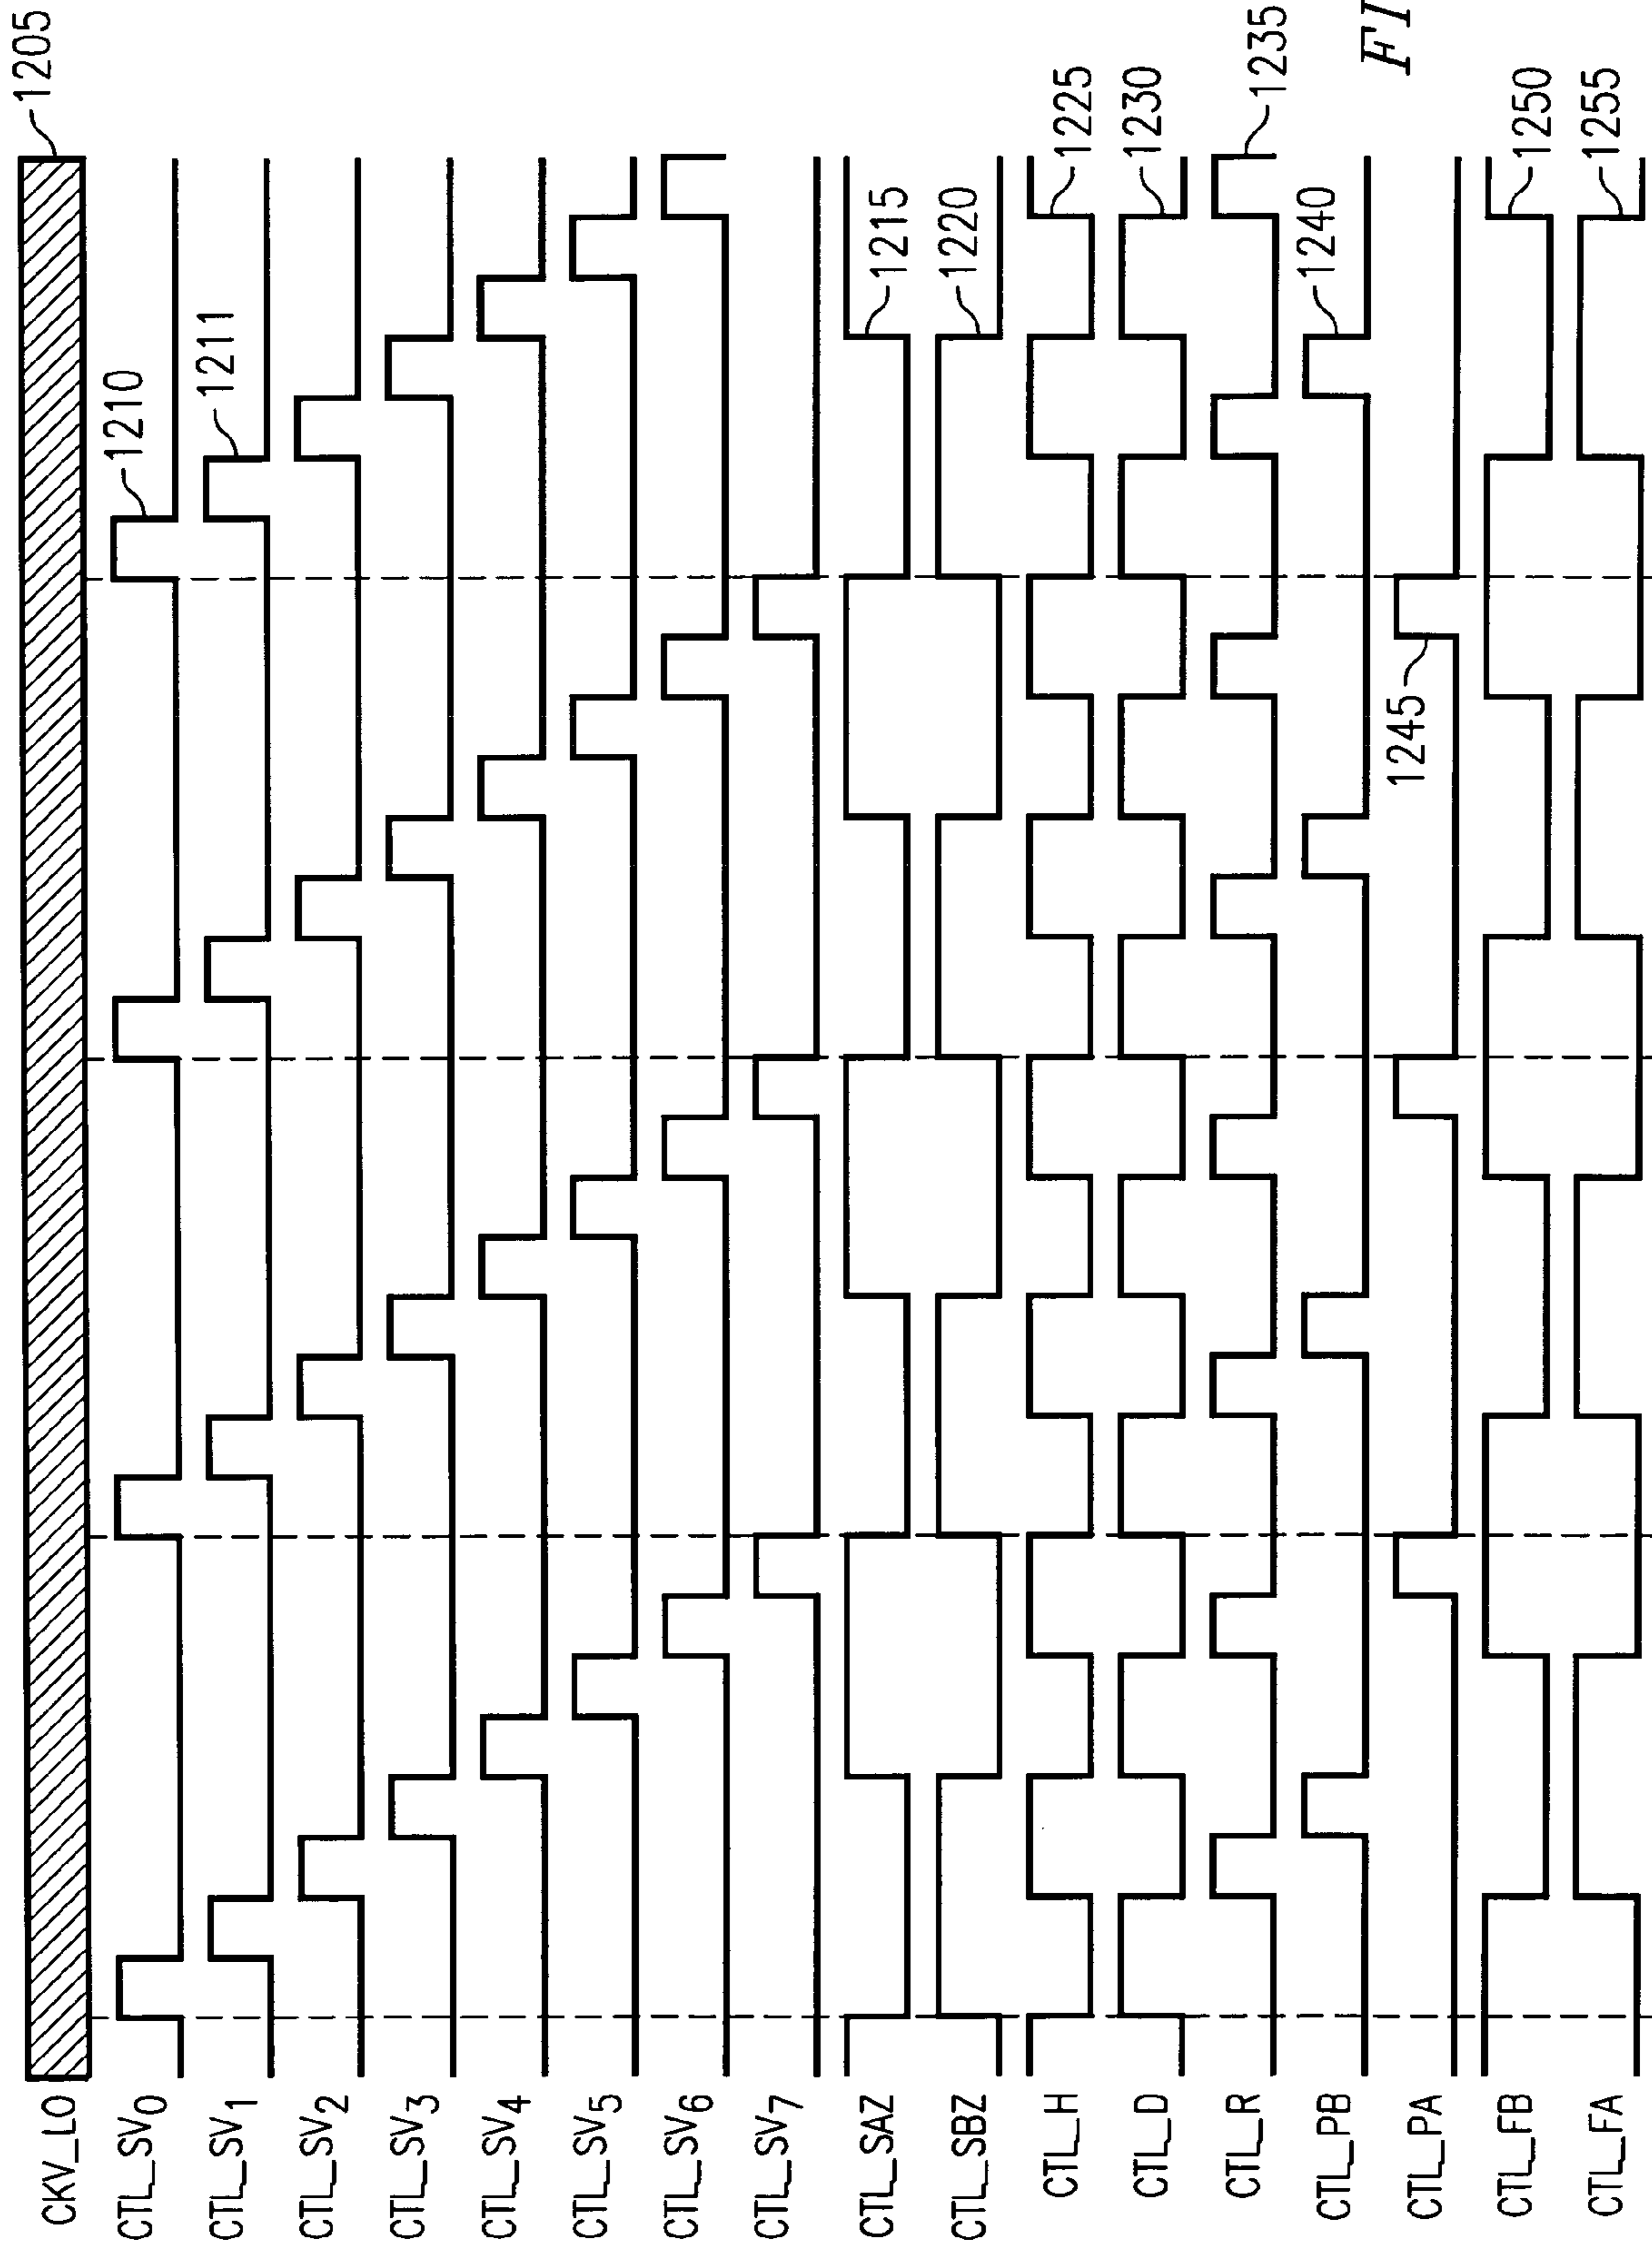 CKV_LO
CTL_SV0
CTL_SV1
CTL_SV2
CTL_SV3
CTL_SV4
CTL_SV5
CTL_SV6
CTL_SV7
CTL_SAZ
CTL_SBZ
CTL_H
CTL_D
CTL_R
CTL_PB
CTL_PA
CTL_FB
CTL_FA
1205
1210
1211
1215
1220
1225
1230
1235
1240
1245
1250
1255
FI